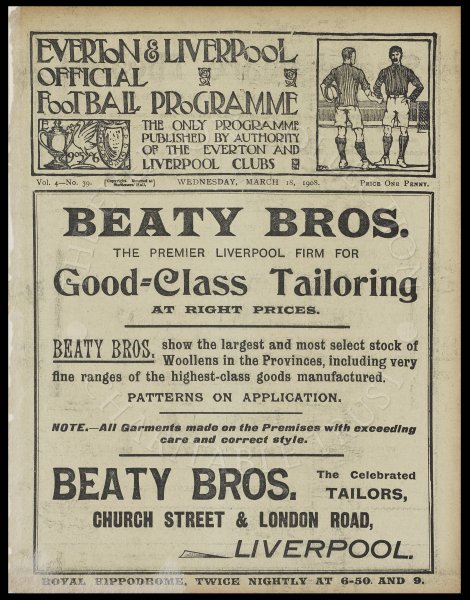 EVERTON & LIVERPOOL
OFFICIAL
FOOTBALL PROGRAMME
THE ONLY PROGRAMME
PUBLISHED BY AUTHORITY
OF THE EVERTON AND
LIVERPOOL CLUBS
Vol. 4—No. 39.
[Copyright. Entered at
Stationers' Hall.]
WEDNESDAY, MARCH 18, 1908.
PRICE ONE PENNY.
BEATY BROS.
THE PREMIER LIVERPOOL FIRM FOR
Good=Class Tailoring
AT RIGHT PRICES.
BEATY BROS. show the largest and most select stock of
Woollens in the Provinces, including very
fine ranges of the highest-class goods manufactured.
PATTERNS ON APPLICATION.
NOTE.—All Garments made on the Premises with exceeding
care and correct style.
BEATY BROS. The Celebrated
TAILORS,
CHURCH STREET & LONDON ROAD,
LIVERPOOL.
ROYAL HIPPODROME, TWICE NIGHTLY AT 6-50. AND 9.